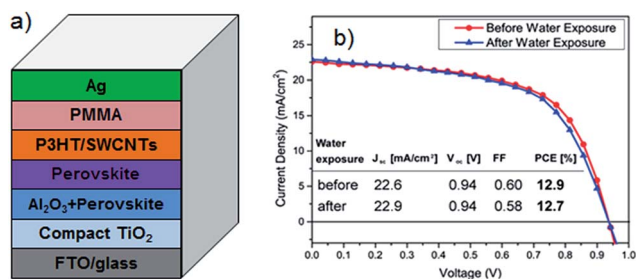 a)
Ag
PMMA
P3HT/SWCNTs
Perovskite
Al₂O₃+Perovskite
Compact TiO₂
FTO/glass
b)
Before Water Exposure
After Water Exposure
Current Density (mA/cm²)
30
25
20
15
10
5
0
-5
Water
exposure J sc [mA/cm²] V oc [V] FF PCE [%]
before 22.6 0.94 0.60 12.9
after 22.9 0.94 0.58 12.7
0.0 0.1 0.2 0.3 0.4 0.5 0.6 0.7 0.8 0.9 1.0
Voltage (V)